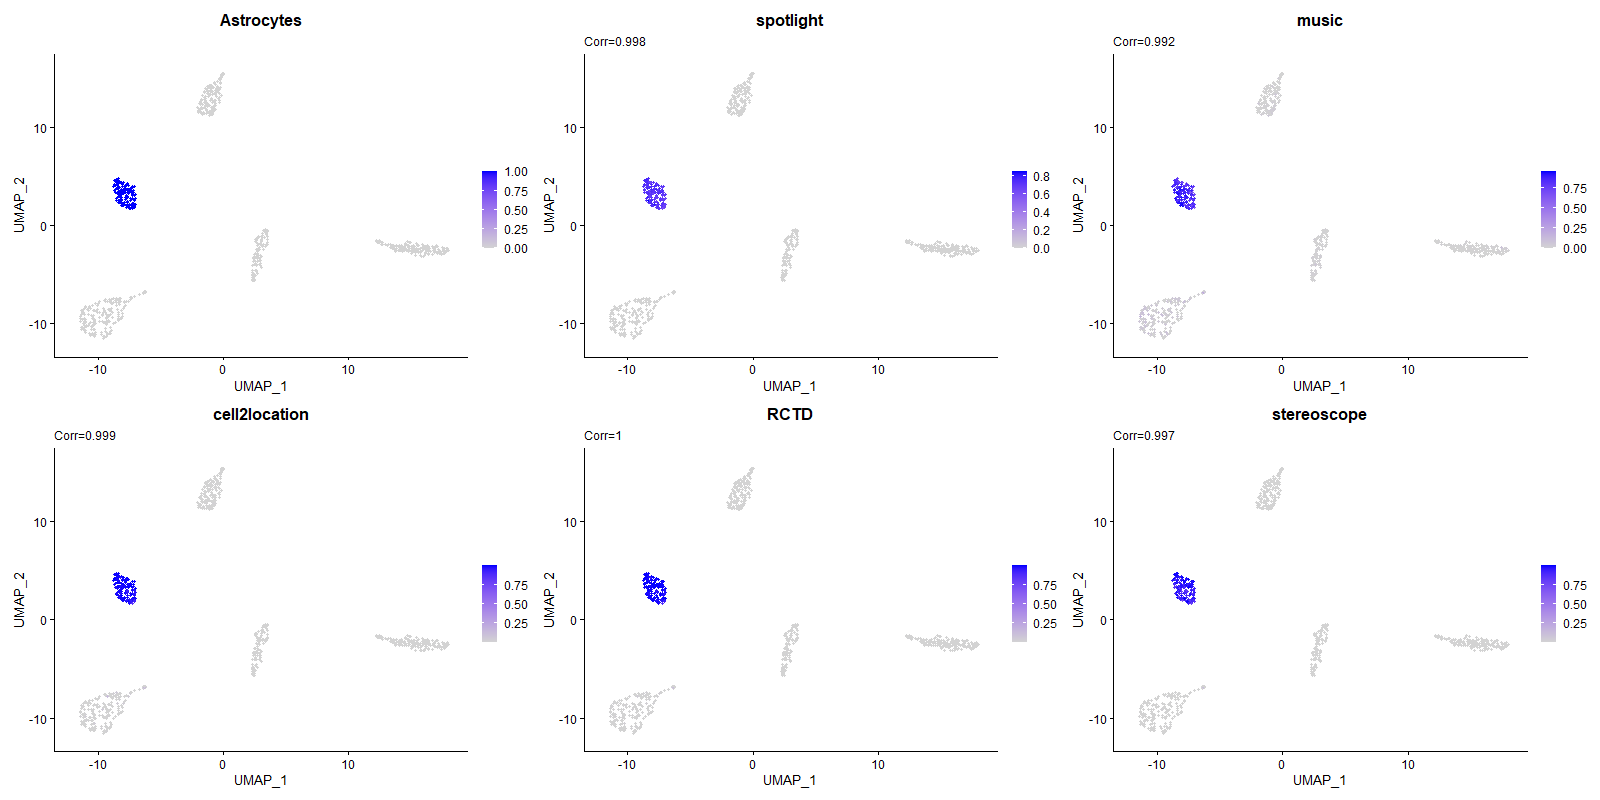 Astrocytes
UMAP_2
10
0
-10
-10
0
10
UMAP_1
1.00
0.75
0.50
0.25
0.00
spotlight
Corr=0.998
UMAP_2
10
0
-10
-10
0
10
UMAP_1
0.8
0.6
0.4
0.2
0.0
music
Corr=0.992
UMAP_2
10
0
-10
-10
0
10
UMAP_1
0.75
0.50
0.25
0.00
cell2location
Corr=0.999
UMAP_2
10
0
-10
-10
0
10
UMAP_1
0.75
0.50
0.25
RCTD
Corr=1
UMAP_2
10
0
-10
-10
0
10
UMAP_1
0.75
0.50
0.25
stereoscope
Corr=0.997
UMAP_2
10
0
-10
-10
0
10
UMAP_1
0.75
0.50
0.25